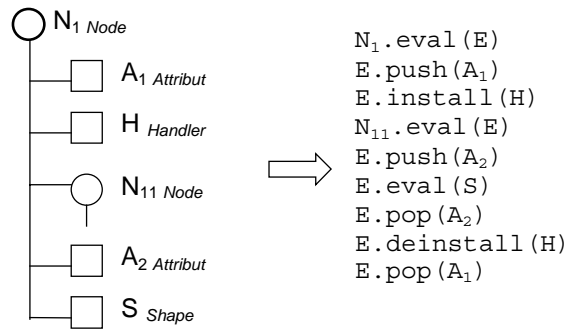 N₁ Node
A₁ Attribut
H Handler
N₁₁ Node
A₂ Attribut
S Shape
N₁.eval(E)
E.push(A₁)
E.install(H)
N₁₁.eval(E)
E.push(A₂)
E.eval(S)
E.pop(A₂)
E.deinstall(H)
E.pop(A₁)